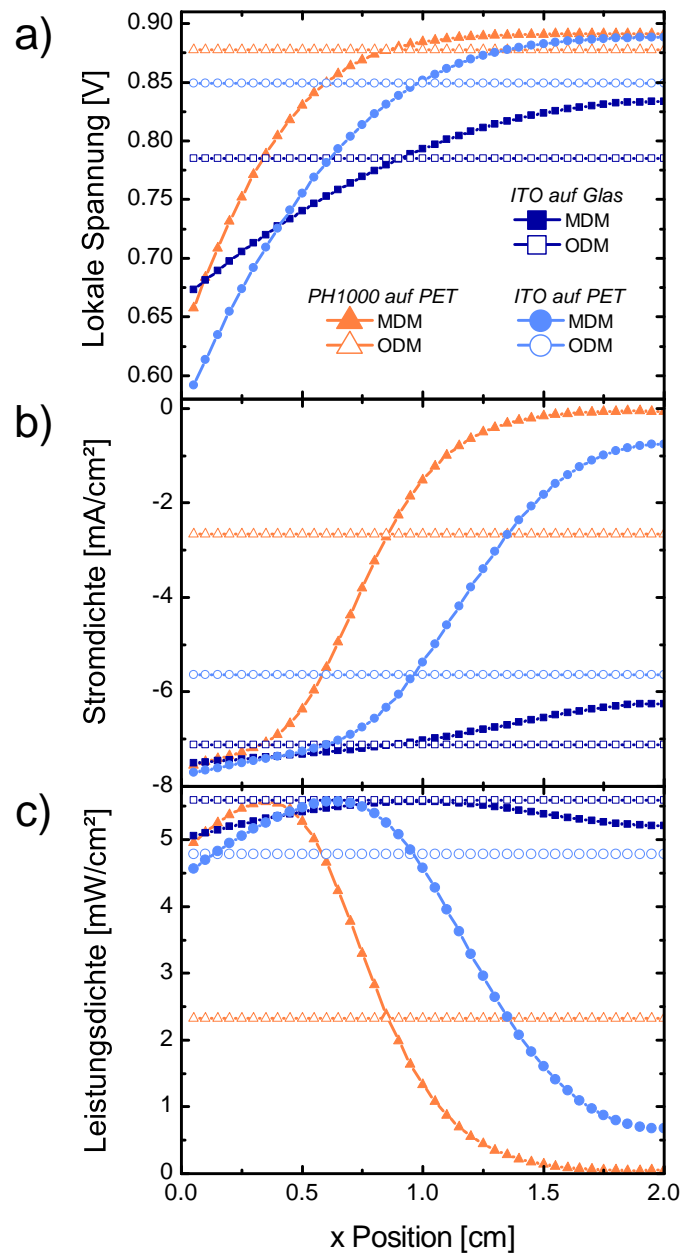 a)
Lokale Spannung [V]
0.90
0.85
0.80
0.75
0.70
0.65
0.60
ITO auf Glas
MDM
ODM
PH1000 auf PET
MDM
ODM
ITO auf PET
MDM
ODM
b)
Stromdichte [mA/cm²]
0
-2
-4
-6
-8
c)
Leistungsdichte [mW/cm²]
5
4
3
2
1
0
0.0 0.5 1.0 1.5 2.0
x Position [cm]